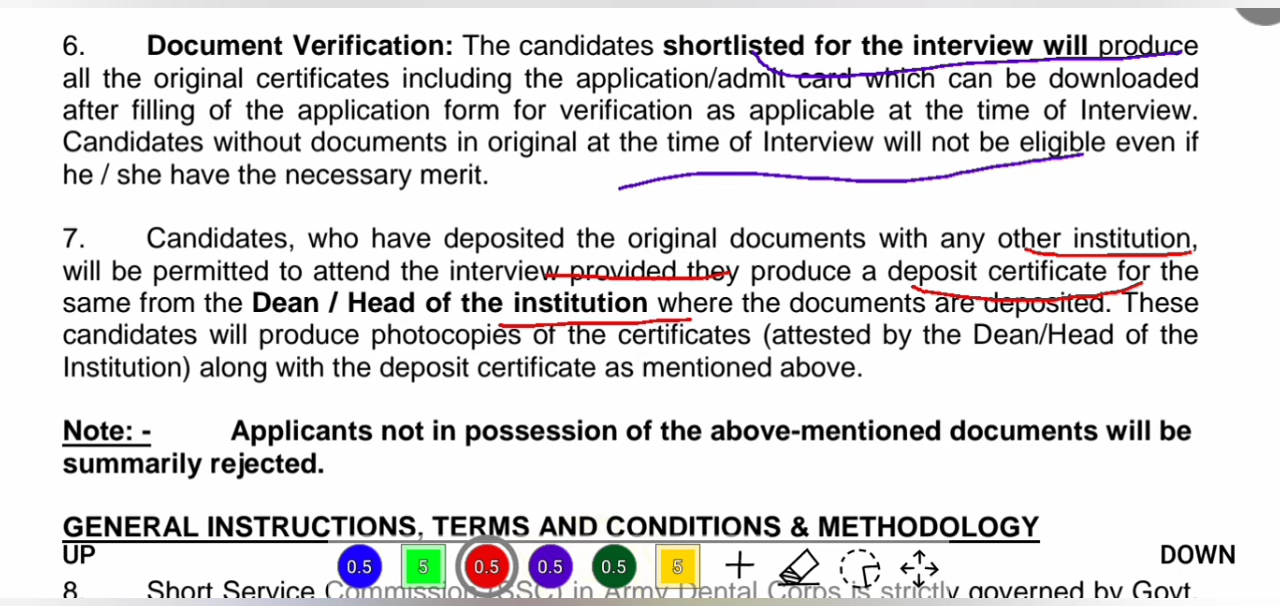 6. Document Verification: The candidates shortlisted for the interview will produce
all the original certificates including the application/admit card which can be downloaded
after filling of the application form for verification as applicable at the time of Interview.
Candidates without documents in original at the time of Interview will not be eligible even if
he / she have the necessary merit.
7. Candidates, who have deposited the original documents with any other institution,
will be permitted to attend the interview provided they produce a deposit certificate for the
same from the Dean / Head of the institution where the documents are deposited. These
candidates will produce photocopies of the certificates (attested by the Dean/Head of the
Institution) along with the deposit certificate as mentioned above.
Note: - Applicants not in possession of the above-mentioned documents will be
summarily rejected.
GENERAL INSTRUCTIONS, TERMS AND CONDITIONS & METHODOLOGY
UP DOWN
0.5 5 0.5 0.5 0.5 5
8. Short Service Commission (SSC) in Army Dental Corps is strictly governed by Govt.